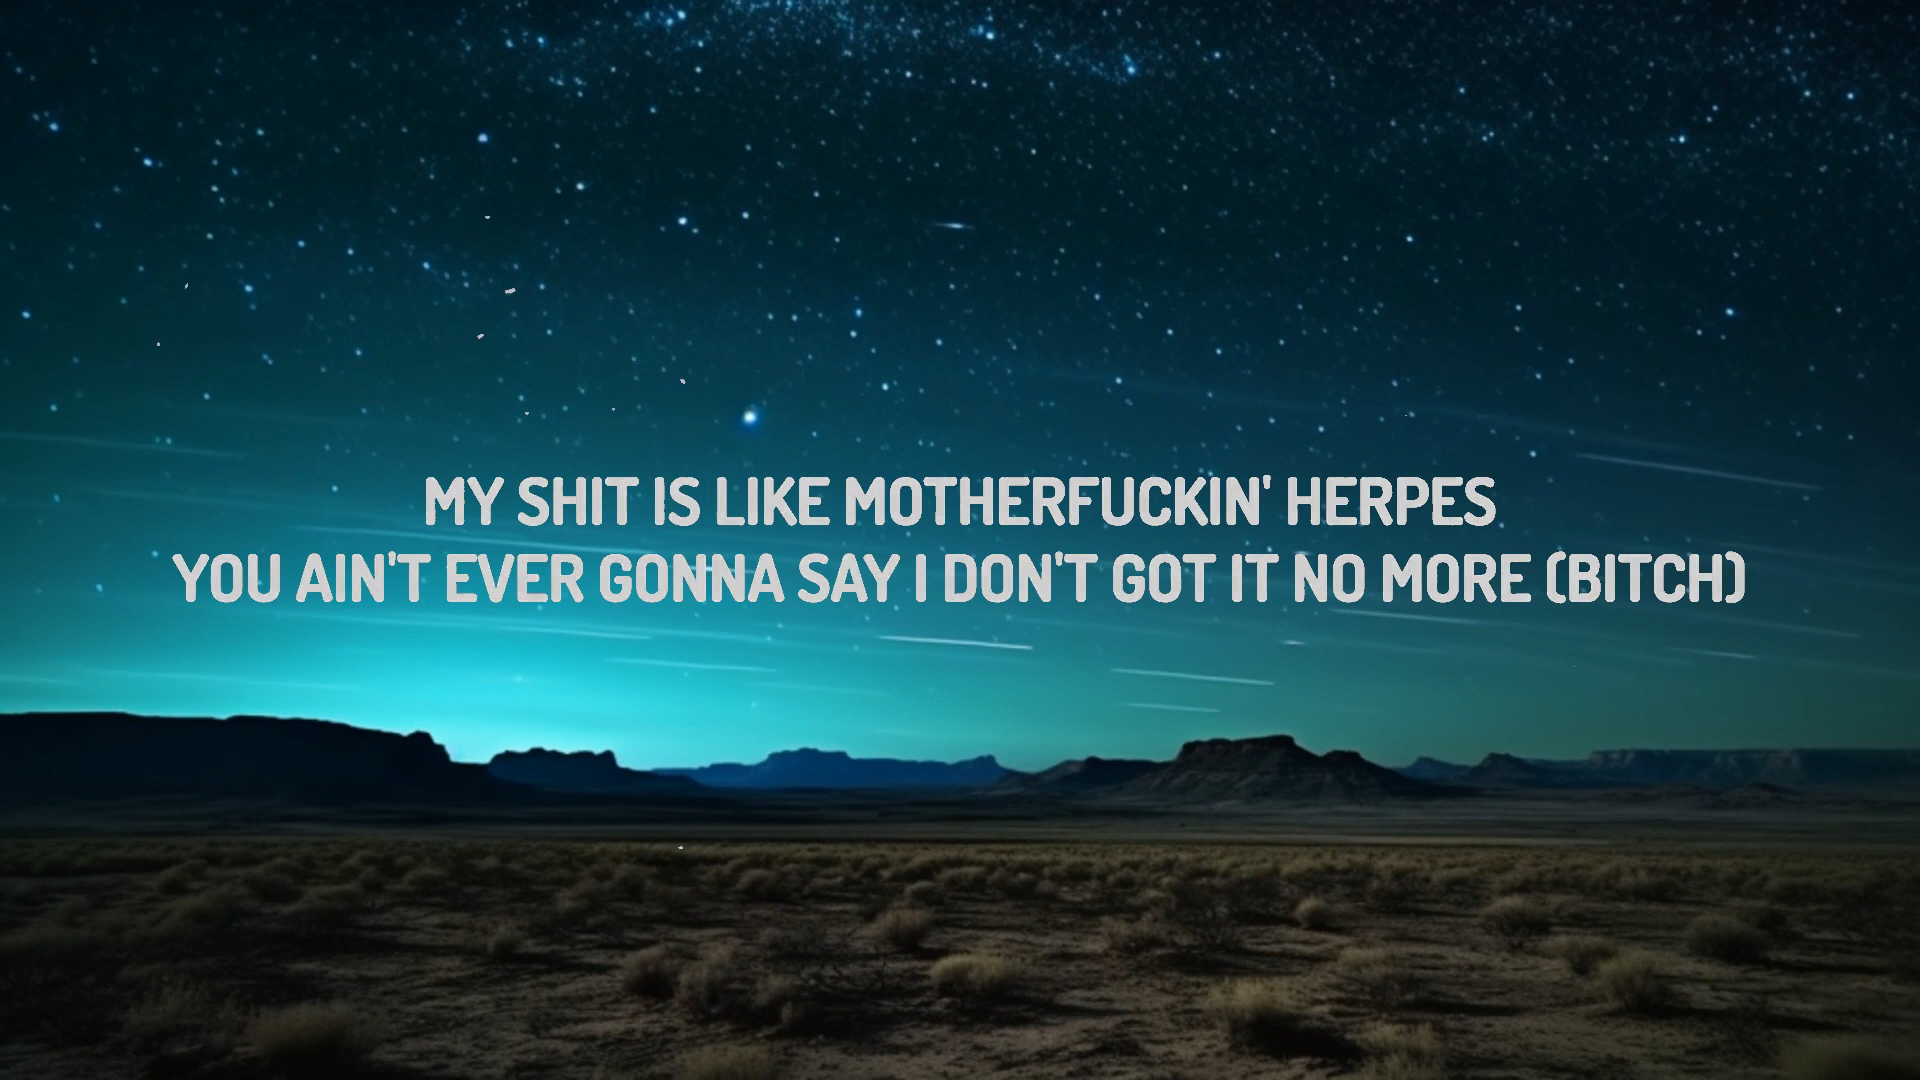 MY SHIT IS LIKE MOTHERFUCKIN' HERPES
YOU AIN'T EVER GONNA SAY I DON'T GOT IT NO MORE (BITCH)